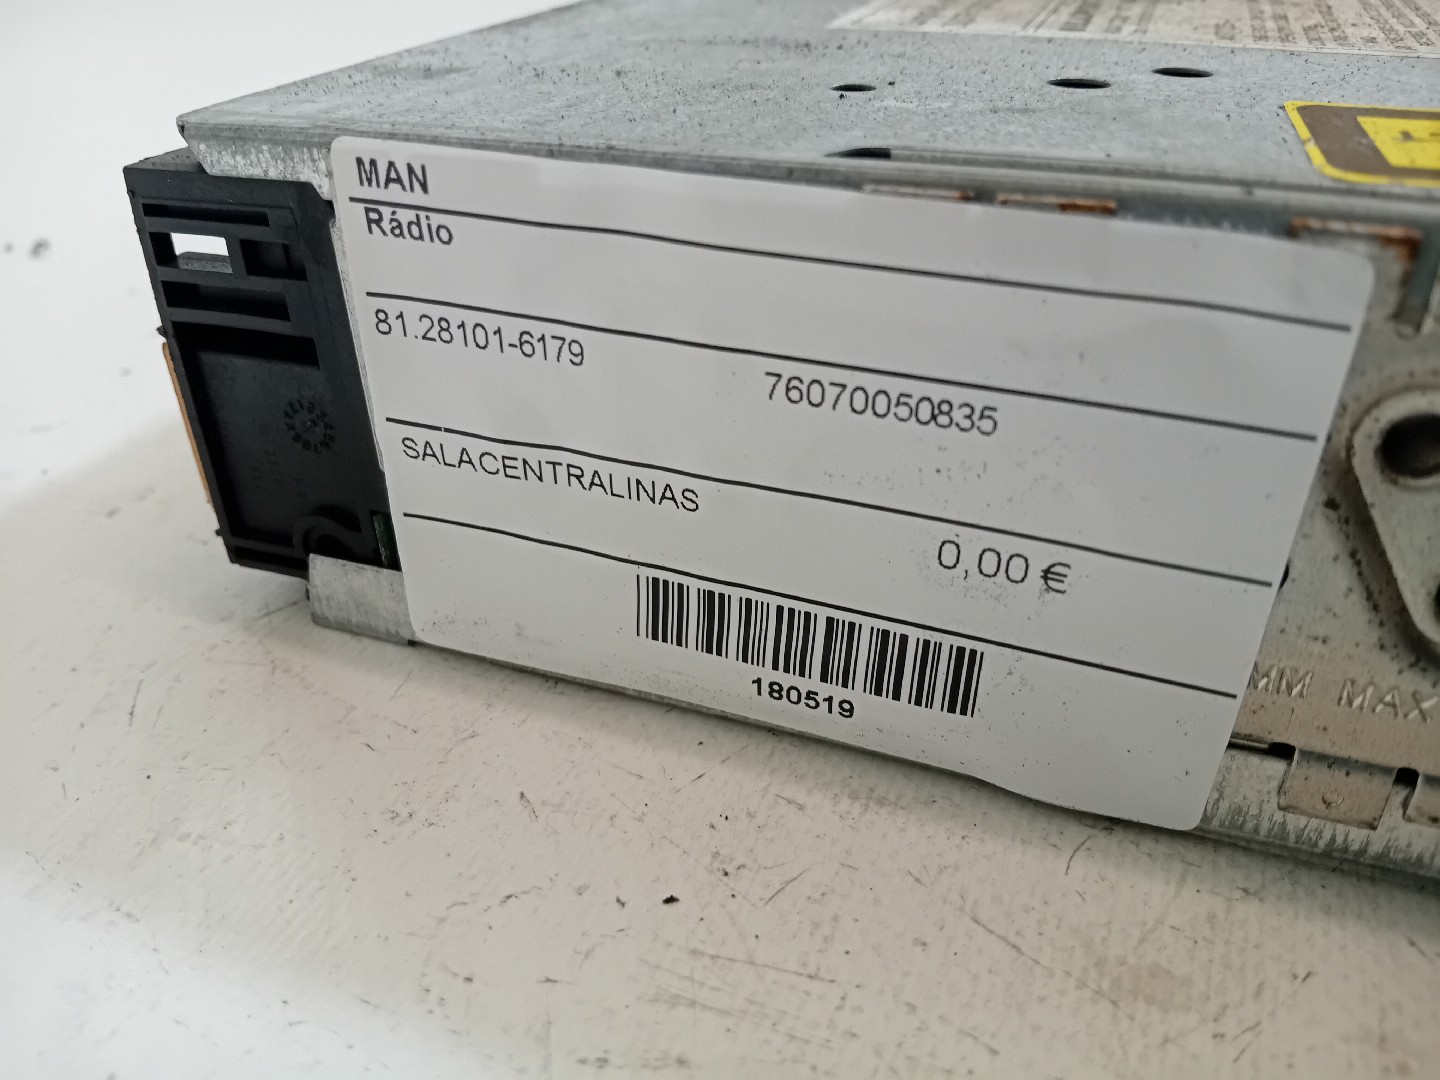 MAN
Rádio
81.28101-6179 76070050835
SALACENTRALINAS
0,00 €
180519
MM MAX